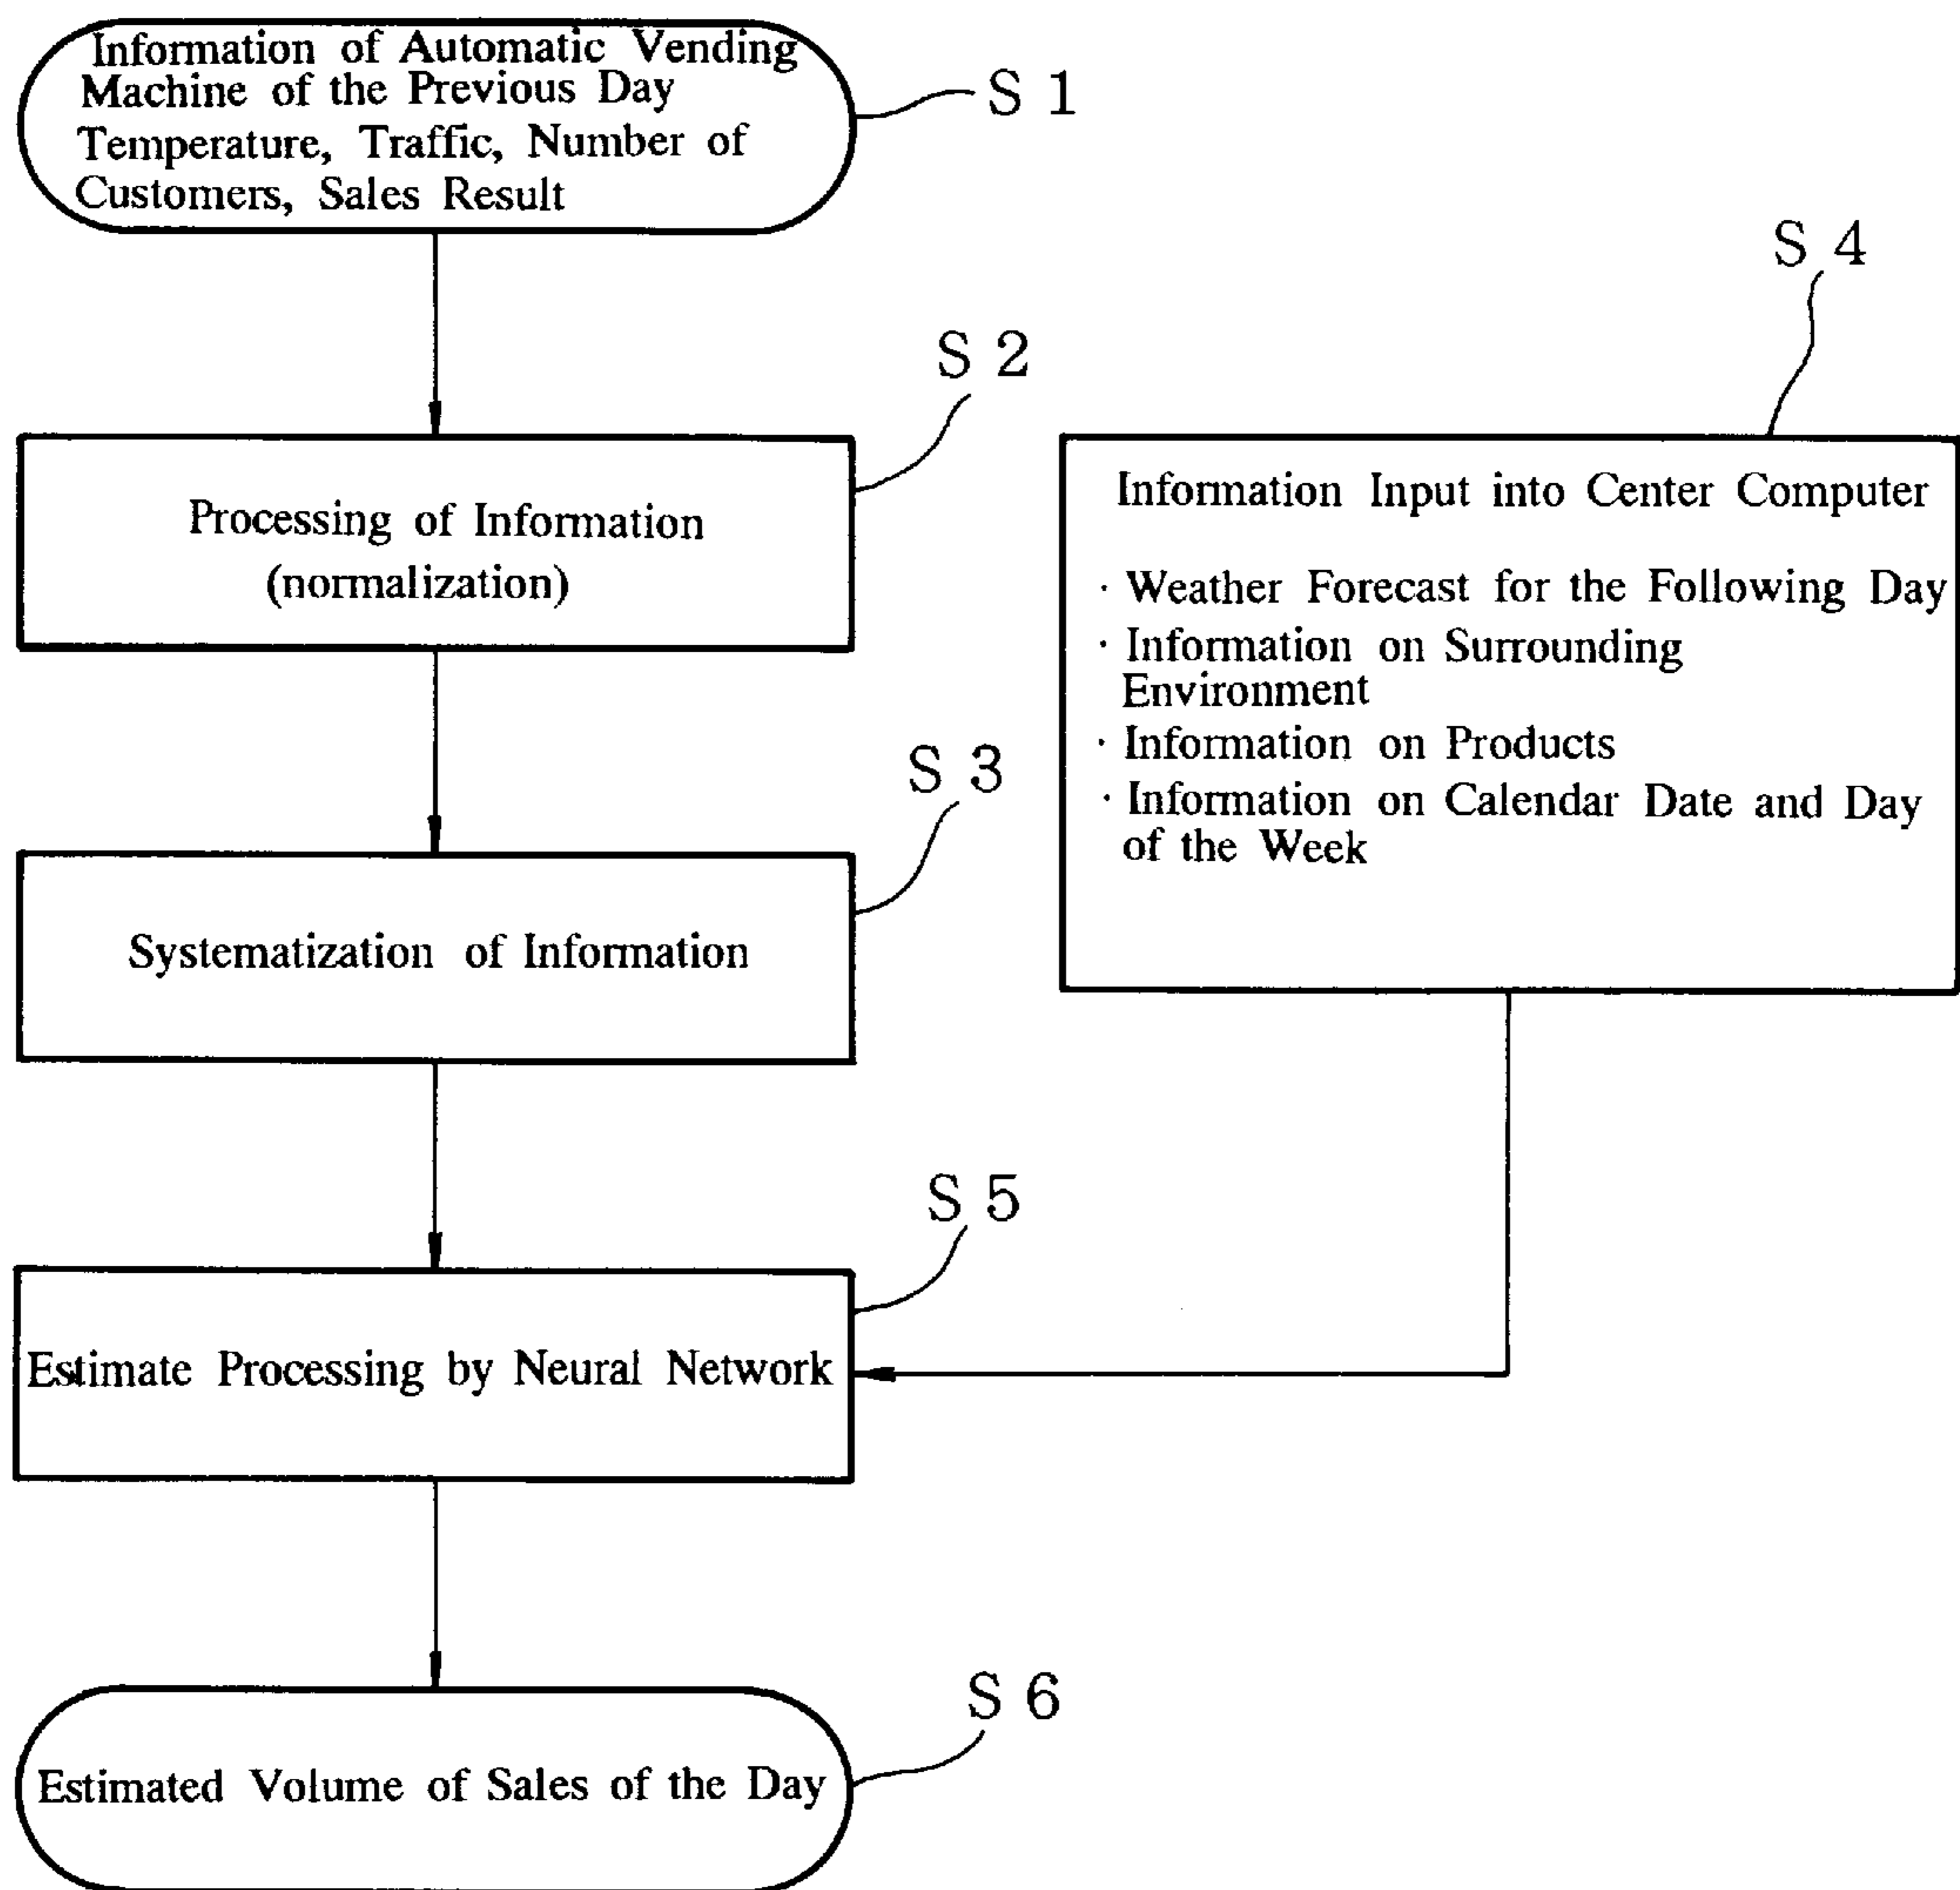 Information of Automatic Vending
Machine of the Previous Day
Temperature, Traffic, Number of
Customers, Sales Result
S 1
S 2
Processing of Information
(normalization)
S 3
Systematization of Information
S 4
Information Input into Center Computer
· Weather Forecast for the Following Day
· Information on Surrounding
Environment
· Information on Products
· Information on Calendar Date and Day
of the Week
S 5
Estimate Processing by Neural Network
S 6
Estimated Volume of Sales of the Day